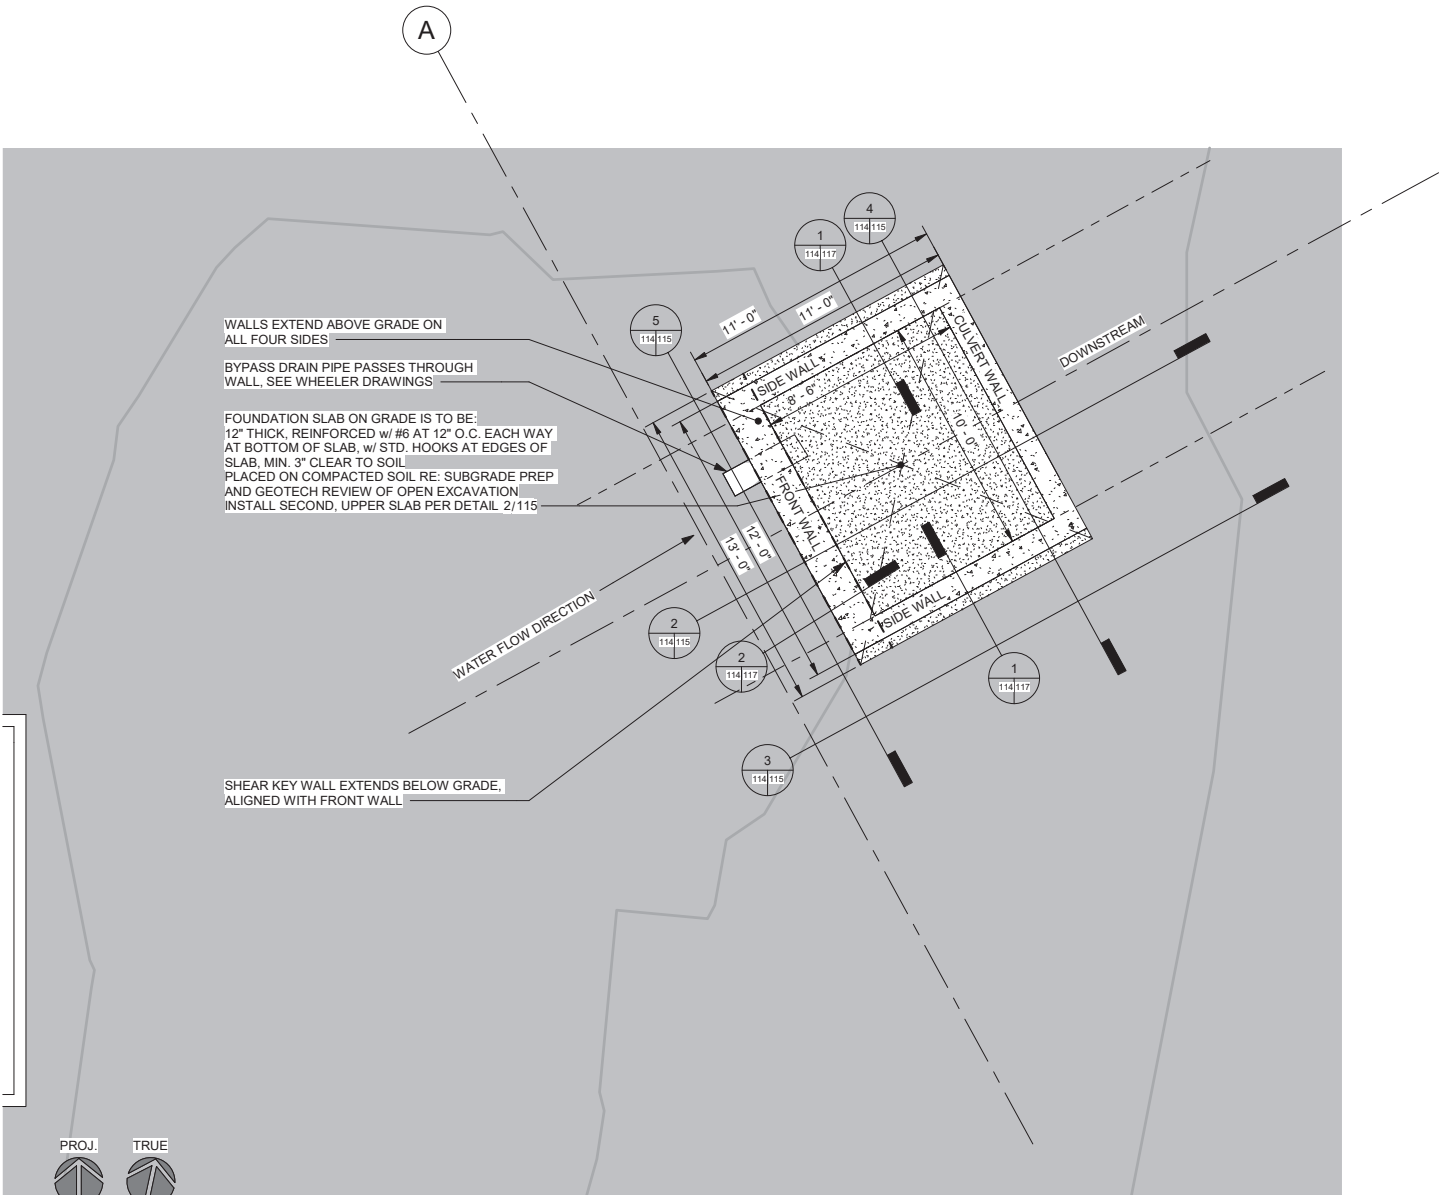 A
4
114 115
1
114 117
5
114 115
11' - 0"
11' - 0"
WALLS EXTEND ABOVE GRADE ON
ALL FOUR SIDES
BYPASS DRAIN PIPE PASSES THROUGH
WALL, SEE WHEELER DRAWINGS
FOUNDATION SLAB ON GRADE IS TO BE:
12" THICK, REINFORCED w/ #6 AT 12" O.C. EACH WAY
AT BOTTOM OF SLAB, w/ STD. HOOKS AT EDGES OF
SLAB, MIN. 3" CLEAR TO SOIL
PLACED ON COMPACTED SOIL RE: SUBGRADE PREP
AND GEOTECH REVIEW OF OPEN EXCAVATION
INSTALL SECOND, UPPER SLAB PER DETAIL 2/115
SIDE WALL
8' - 6"
CULVERT WALL
DOWNSTREAM
10' - 0"
FRONT WALL
12' - 0"
13' - 0"
WATER FLOW DIRECTION
SIDE WALL
2
114 115
2
114 117
1
114 117
3
114 115
SHEAR KEY WALL EXTENDS BELOW GRADE,
ALIGNED WITH FRONT WALL
PROJ.
TRUE